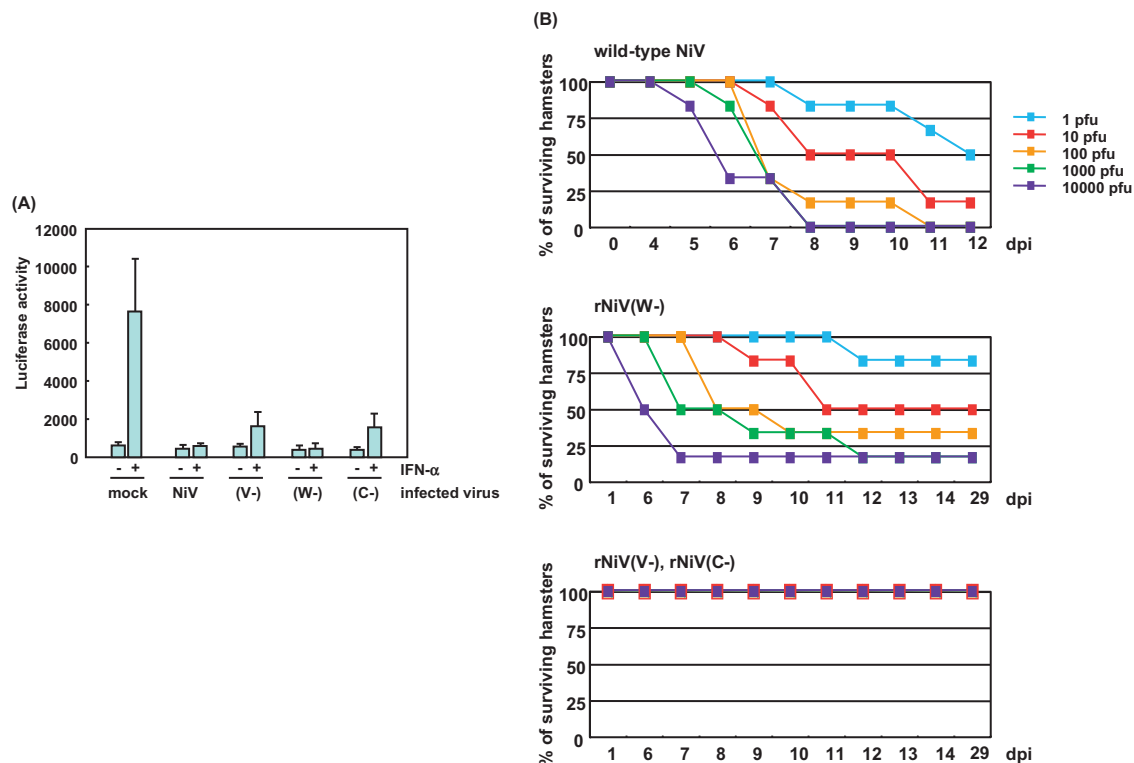 (A)
Luciferase activity
12000
10000
8000
6000
4000
2000
0
- + - + - + - + - + IFN-α
mock NiV (V-) (W-) (C-) infected virus
(B)
wild-type NiV
% of surviving hamsters
100
75
50
25
0
0 4 5 6 7 8 9 10 11 12 dpi
1 pfu
10 pfu
100 pfu
1000 pfu
10000 pfu
rNiV(W-)
% of surviving hamsters
100
75
50
25
0
1 6 7 8 9 10 11 12 13 14 29 dpi
rNiV(V-), rNiV(C-)
% of surviving hamsters
100
75
50
25
0
1 6 7 8 9 10 11 12 13 14 29 dpi